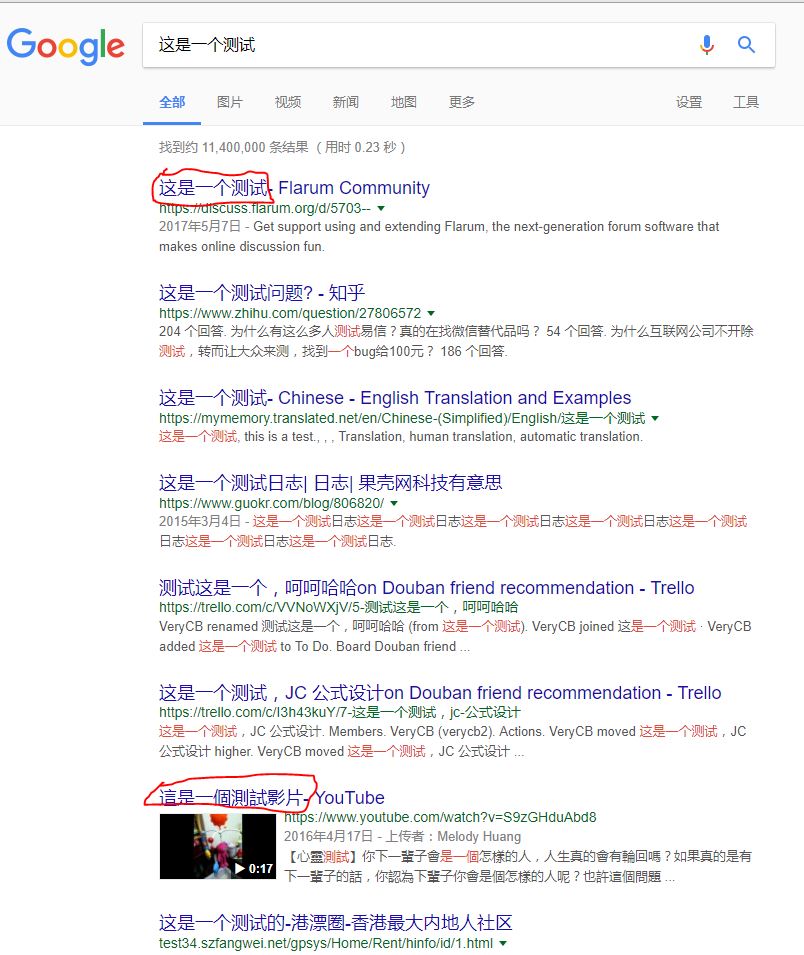 Google
这是一个测试
全部 图片 视频 新闻 地图 更多 设置 工具
找到约 11,400,000 条结果 （用时 0.23 秒）
这是一个测试- Flarum Community
https://discuss.flarum.org/d/5703--
2017年5月7日 - Get support using and extending Flarum, the next-generation forum software that
makes online discussion fun.
这是一个测试问题? - 知乎
https://www.zhihu.com/question/27806572
204 个回答. 为什么有这么多人测试易信？真的在找微信替代品吗？ 54 个回答. 为什么互联网公司不开除
测试，转而让大众来测，找到一个bug给100元？ 186 个回答.
这是一个测试- Chinese - English Translation and Examples
https://mymemory.translated.net/en/Chinese-(Simplified)/English/这是一个测试
这是一个测试, this is a test., , , Translation, human translation, automatic translation.
这是一个测试日志| 日志| 果壳网科技有意思
https://www.guokr.com/blog/806820/
2015年3月4日 - 这是一个测试日志这是一个测试日志这是一个测试日志这是一个测试日志这是一个测试
日志这是一个测试日志这是一个测试日志.
测试这是一个，呵呵哈哈on Douban friend recommendation - Trello
https://trello.com/c/VVNoWXjV/5-测试这是一个，呵呵哈哈
VeryCB renamed 测试这是一个，呵呵哈哈 (from 这是一个测试). VeryCB joined 这是一个测试 · VeryCB
added 这是一个测试 to To Do. Board Douban friend ...
这是一个测试，JC 公式设计on Douban friend recommendation - Trello
https://trello.com/c/I3h43kuY/7-这是一个测试，jc-公式设计
这是一个测试，JC 公式设计. Members. VeryCB (verycb2). Actions. VeryCB moved 这是一个测试，JC
公式设计 higher. VeryCB moved 这是一个测试，JC 公式设计 ...
這是一個測試影片- YouTube
https://www.youtube.com/watch?v=S9zGHduAbd8
0:17
2016年4月17日 - 上传者：Melody Huang
【心靈測試】你下一輩子會是一個怎樣的人，人生真的會有輪回嗎？如果真的是有
下一輩子的話，你認為下輩子你會是個怎樣的人呢？也許這個問題 ...
这是一个测试的-港漂圈-香港最大内地人社区
test34.szfangwei.net/gpsys/Home/Rent/hinfo/id/1.html